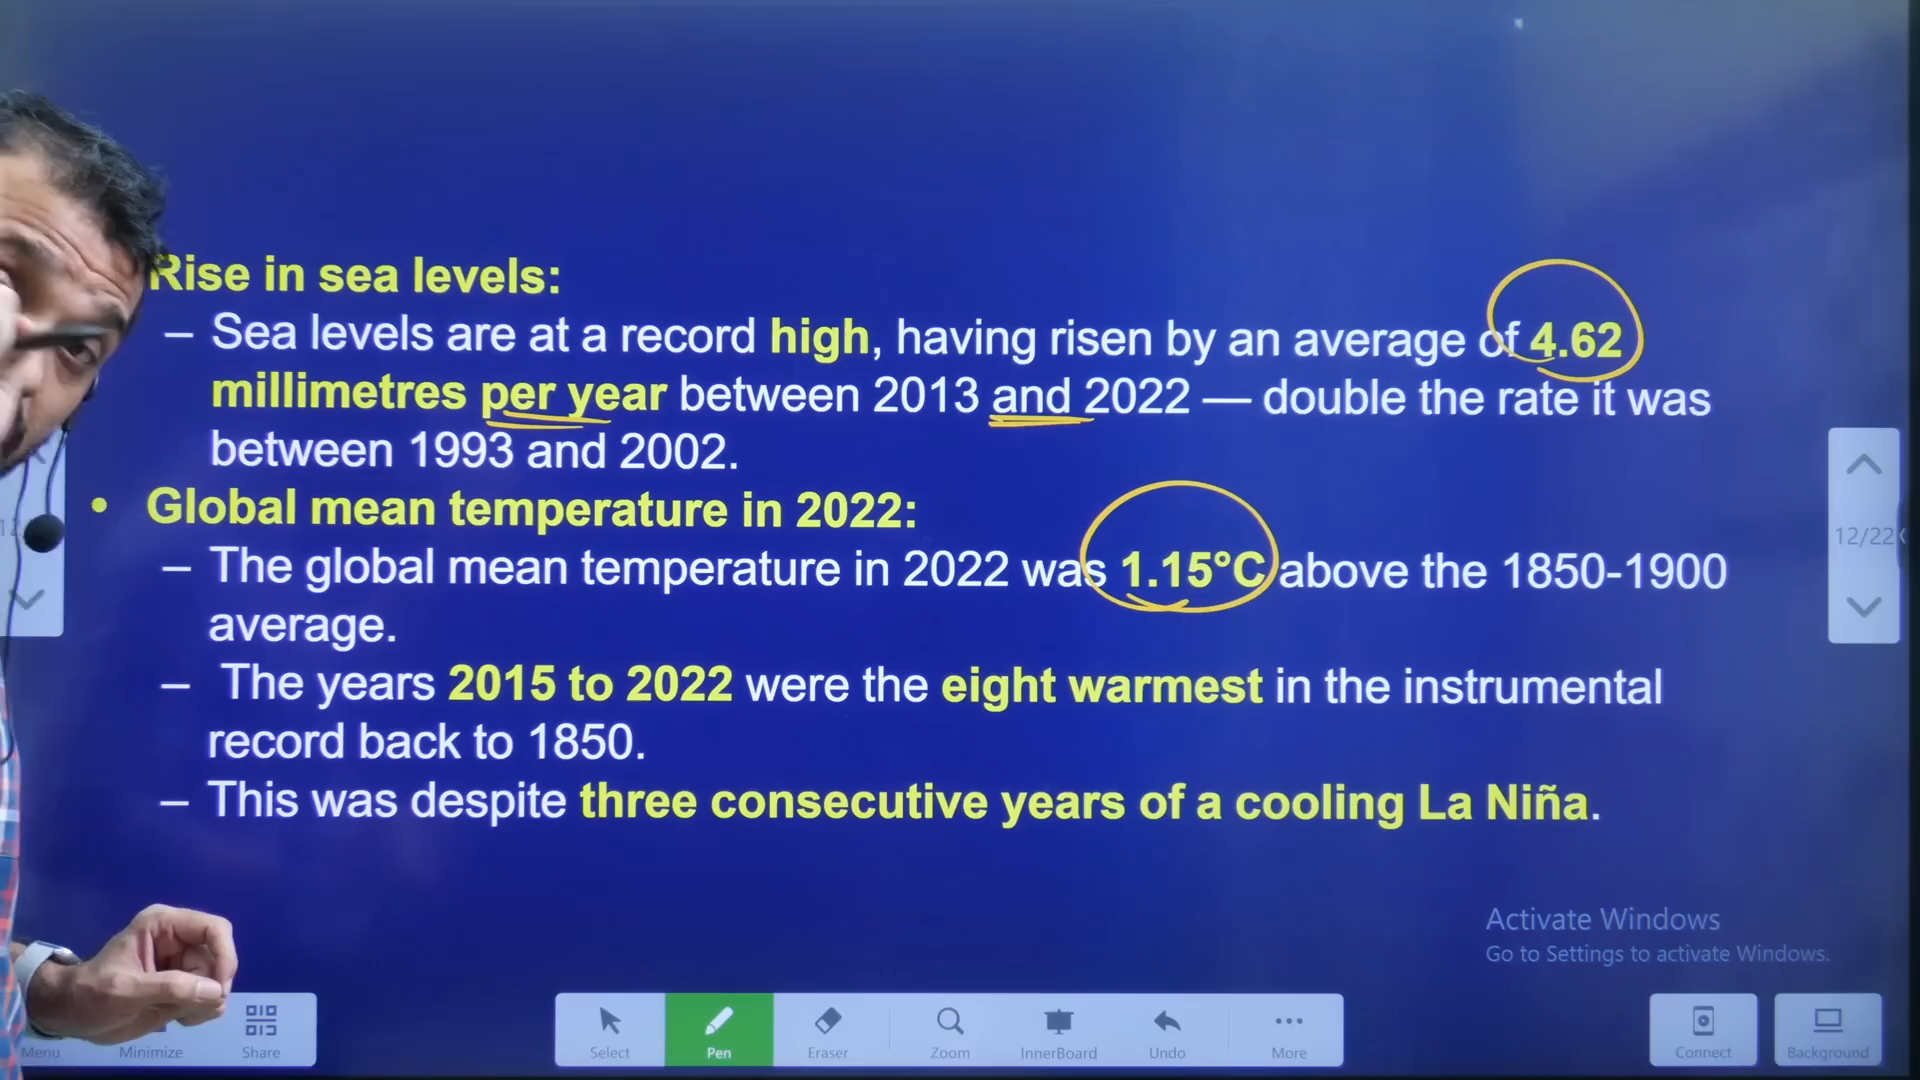 Rise in sea levels:
– Sea levels are at a record high, having risen by an average of 4.62
millimetres per year between 2013 and 2022 — double the rate it was
between 1993 and 2002.
• Global mean temperature in 2022:
– The global mean temperature in 2022 was 1.15°C above the 1850-1900
average.
– The years 2015 to 2022 were the eight warmest in the instrumental
record back to 1850.
– This was despite three consecutive years of a cooling La Niña.
12/22
Activate Windows
Go to Settings to activate Windows.
Menu Minimize Share Select Pen Eraser Zoom InnerBoard Undo More Connect Background